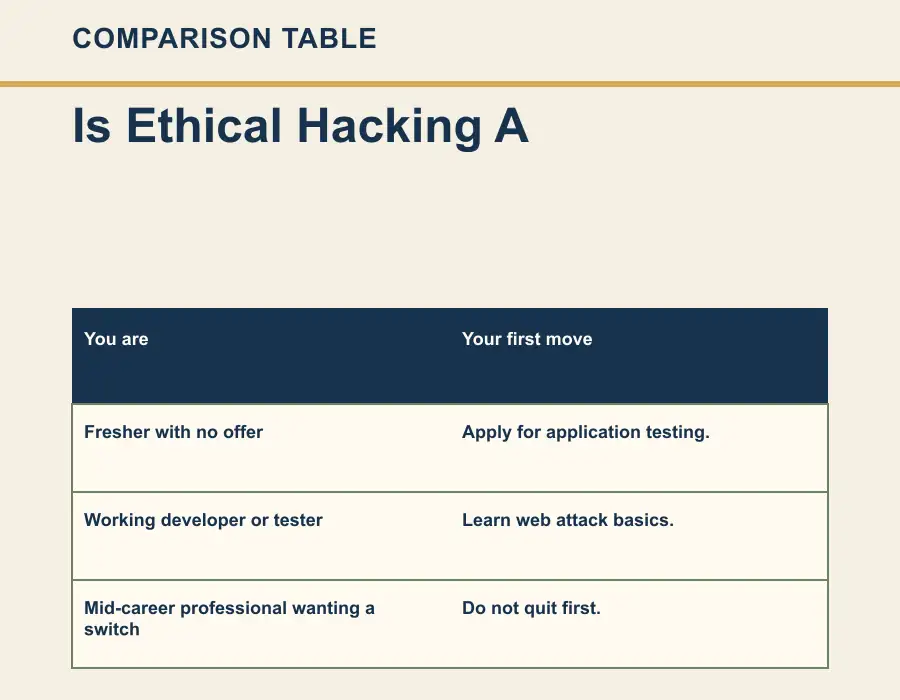 COMPARISON TABLE
Is Ethical Hacking A
You are
Your first move
Fresher with no offer
Apply for application testing.
Working developer or tester
Learn web attack basics.
Mid-career professional wanting a
switch
Do not quit first.